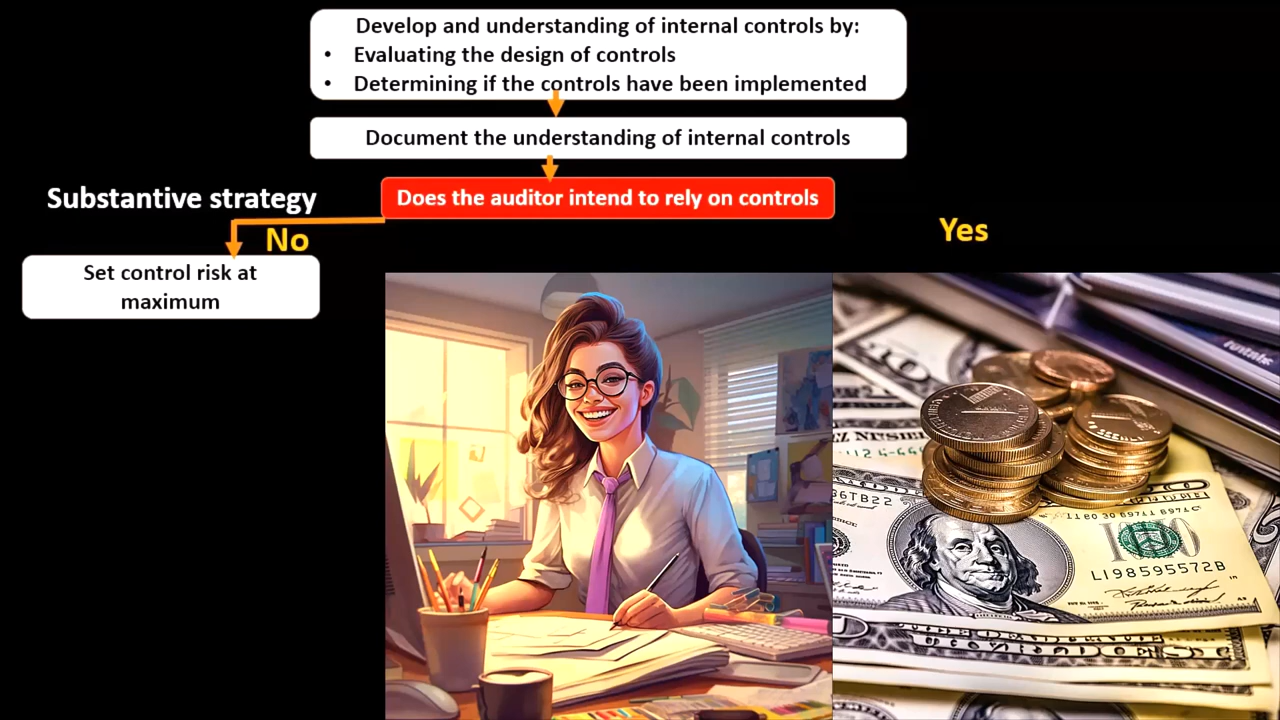 Develop and understanding of internal controls by:
• Evaluating the design of controls
• Determining if the controls have been implemented
Document the understanding of internal controls
Does the auditor intend to rely on controls
Substantive strategy
No
Yes
Set control risk at
maximum
LI98595572B